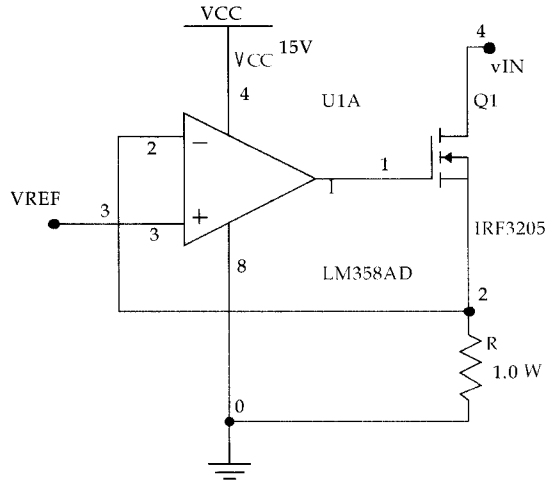 VCC
VCC 15V
4
4
vIN
U1A
Q1
2
−
1
1
VREF
3
3
+
IRF3205
8
LM358AD
2
R
1.0 W
0